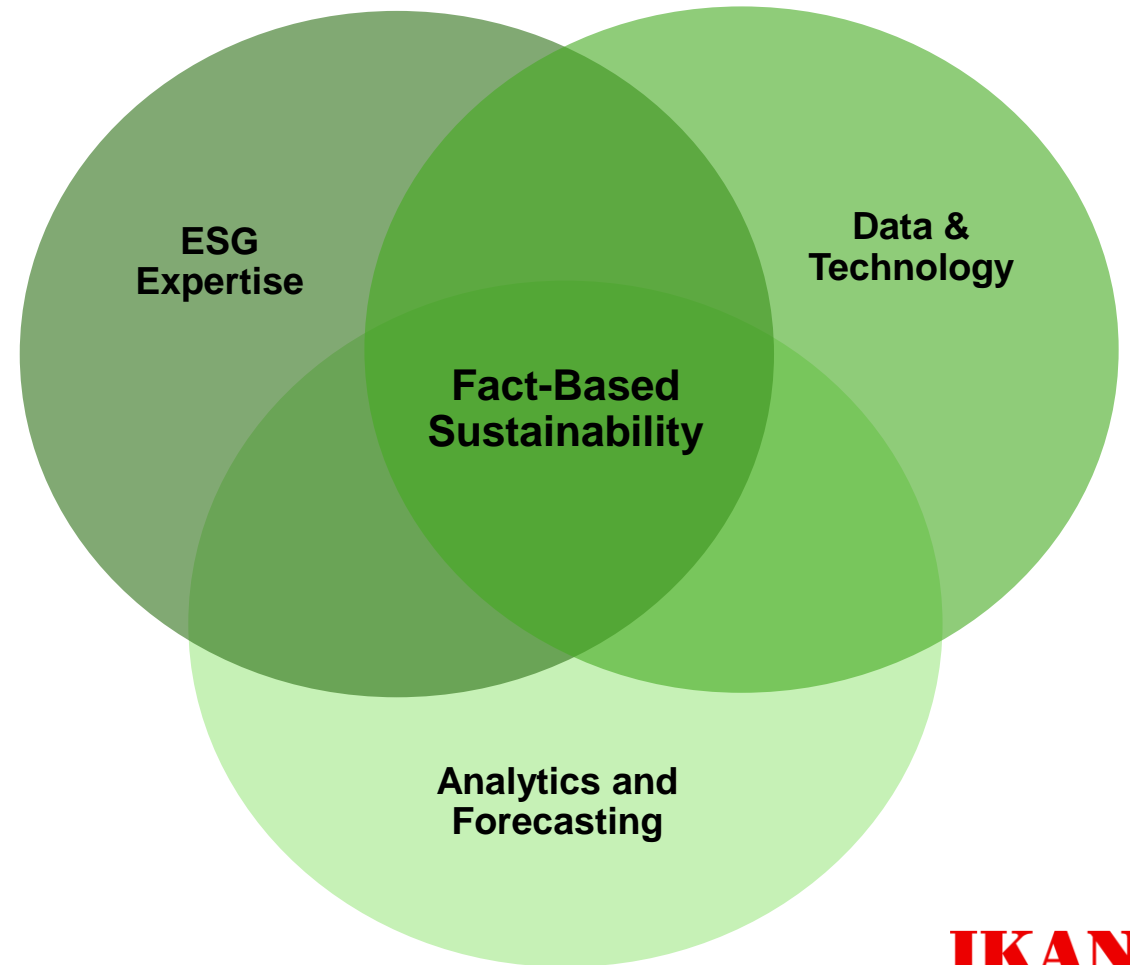 ESG
Expertise
Data &
Technology
Fact-Based
Sustainability
Analytics and
Forecasting
IKAN